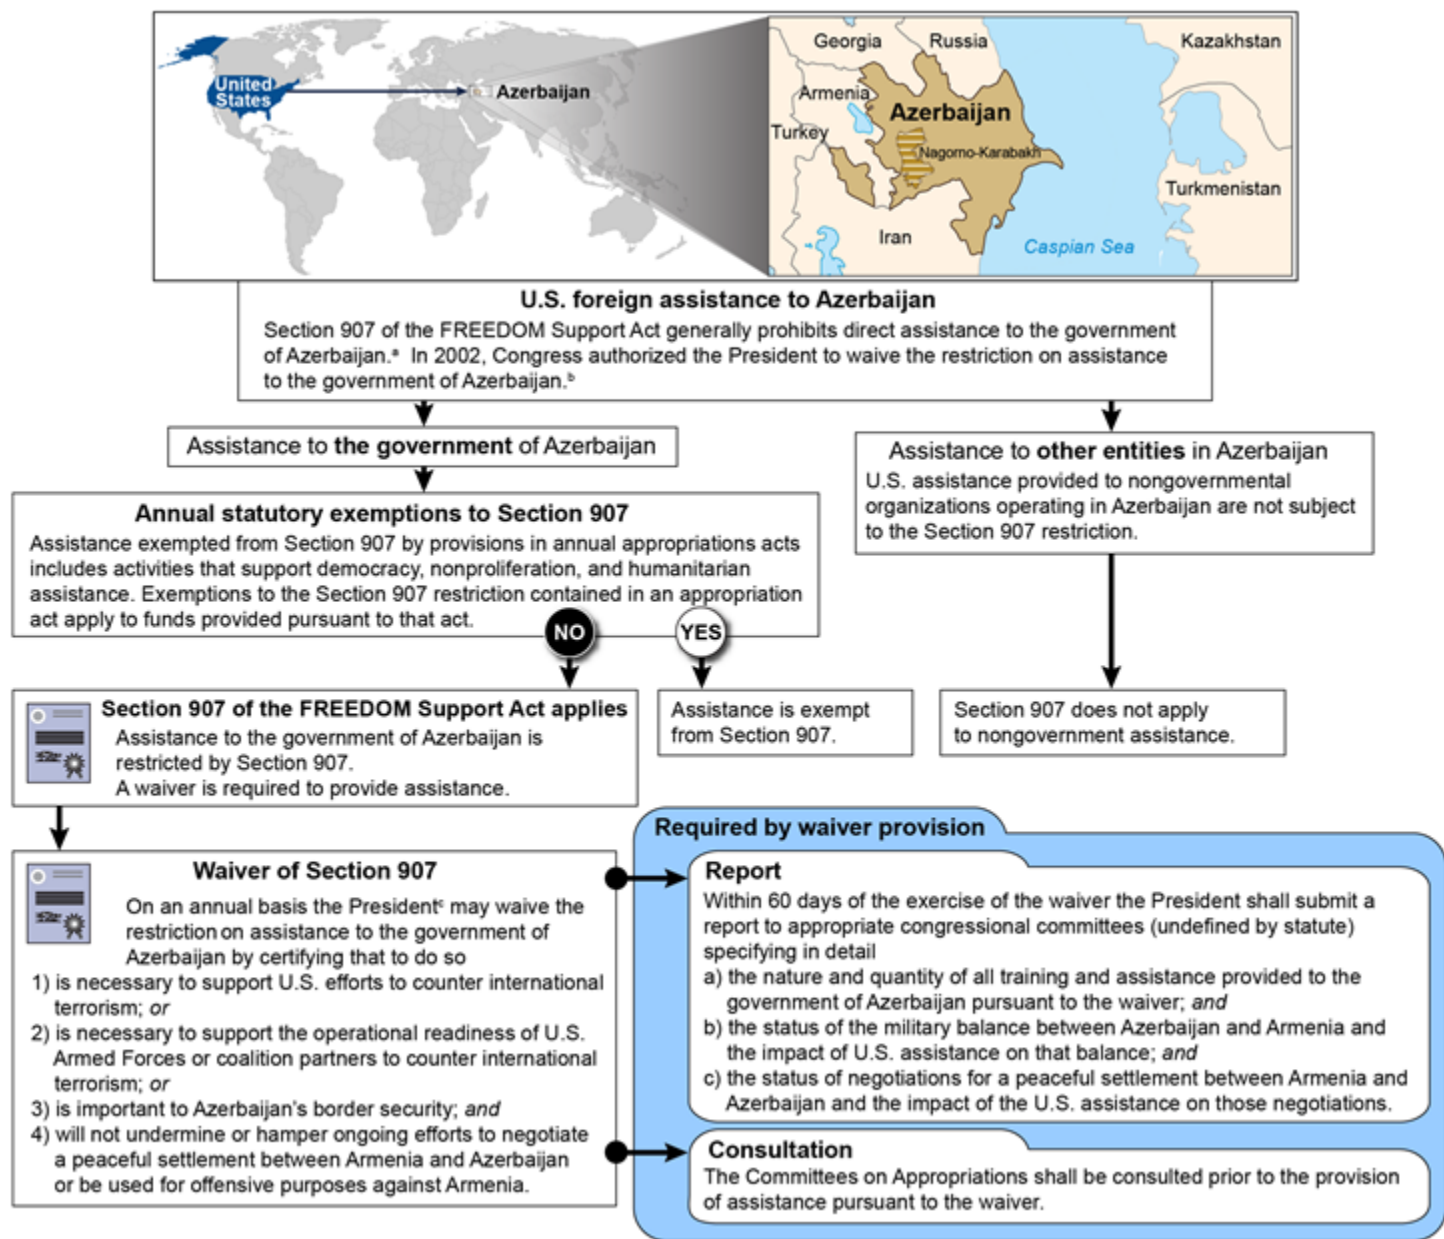 United
States
Azerbaijan
Georgia
Russia
Kazakhstan
Armenia
Azerbaijan
Turkey
Nagorno-Karabakh
Turkmenistan
Iran
Caspian Sea
U.S. foreign assistance to Azerbaijan
Section 907 of the FREEDOM Support Act generally prohibits direct assistance to the government
of Azerbaijan.ᵃ In 2002, Congress authorized the President to waive the restriction on assistance
to the government of Azerbaijan.ᵇ
Assistance to the government of Azerbaijan
Assistance to other entities in Azerbaijan
U.S. assistance provided to nongovernmental
organizations operating in Azerbaijan are not subject
to the Section 907 restriction.
Annual statutory exemptions to Section 907
Assistance exempted from Section 907 by provisions in annual appropriations acts
includes activities that support democracy, nonproliferation, and humanitarian
assistance. Exemptions to the Section 907 restriction contained in an appropriation
act apply to funds provided pursuant to that act.
NO
YES
Section 907 of the FREEDOM Support Act applies
Assistance to the government of Azerbaijan is
restricted by Section 907.
A waiver is required to provide assistance.
Assistance is exempt
from Section 907.
Section 907 does not apply
to nongovernment assistance.
Waiver of Section 907
On an annual basis the Presidentᶜ may waive the
restriction on assistance to the government of
Azerbaijan by certifying that to do so
1) is necessary to support U.S. efforts to counter international
terrorism; or
2) is necessary to support the operational readiness of U.S.
Armed Forces or coalition partners to counter international
terrorism; or
3) is important to Azerbaijan's border security; and
4) will not undermine or hamper ongoing efforts to negotiate
a peaceful settlement between Armenia and Azerbaijan
or be used for offensive purposes against Armenia.
Required by waiver provision
Report
Within 60 days of the exercise of the waiver the President shall submit a
report to appropriate congressional committees (undefined by statute)
specifying in detail
a) the nature and quantity of all training and assistance provided to the
government of Azerbaijan pursuant to the waiver; and
b) the status of the military balance between Azerbaijan and Armenia and
the impact of U.S. assistance on that balance; and
c) the status of negotiations for a peaceful settlement between Armenia and
Azerbaijan and the impact of the U.S. assistance on those negotiations.
Consultation
The Committees on Appropriations shall be consulted prior to the provision
of assistance pursuant to the waiver.